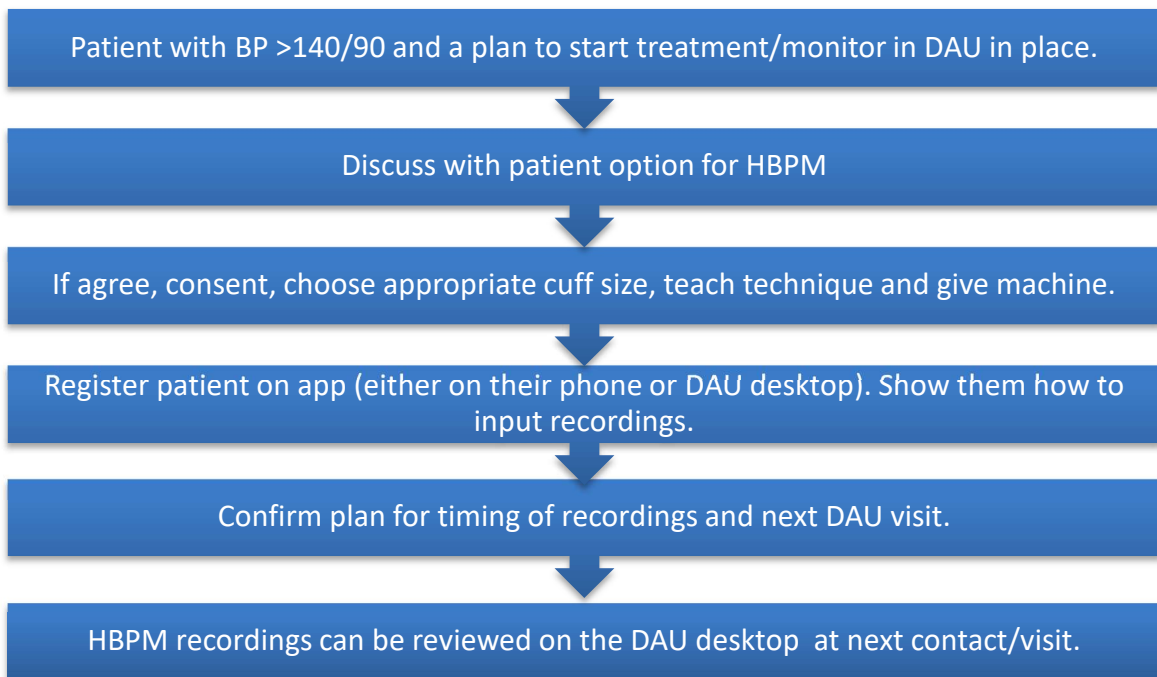 Patient with BP >140/90 and a plan to start treatment/monitor in DAU in place.
Discuss with patient option for HBPM
If agree, consent, choose appropriate cuff size, teach technique and give machine.
Register patient on app (either on their phone or DAU desktop). Show them how to
input recordings.
Confirm plan for timing of recordings and next DAU visit.
HBPM recordings can be reviewed on the DAU desktop at next contact/visit.